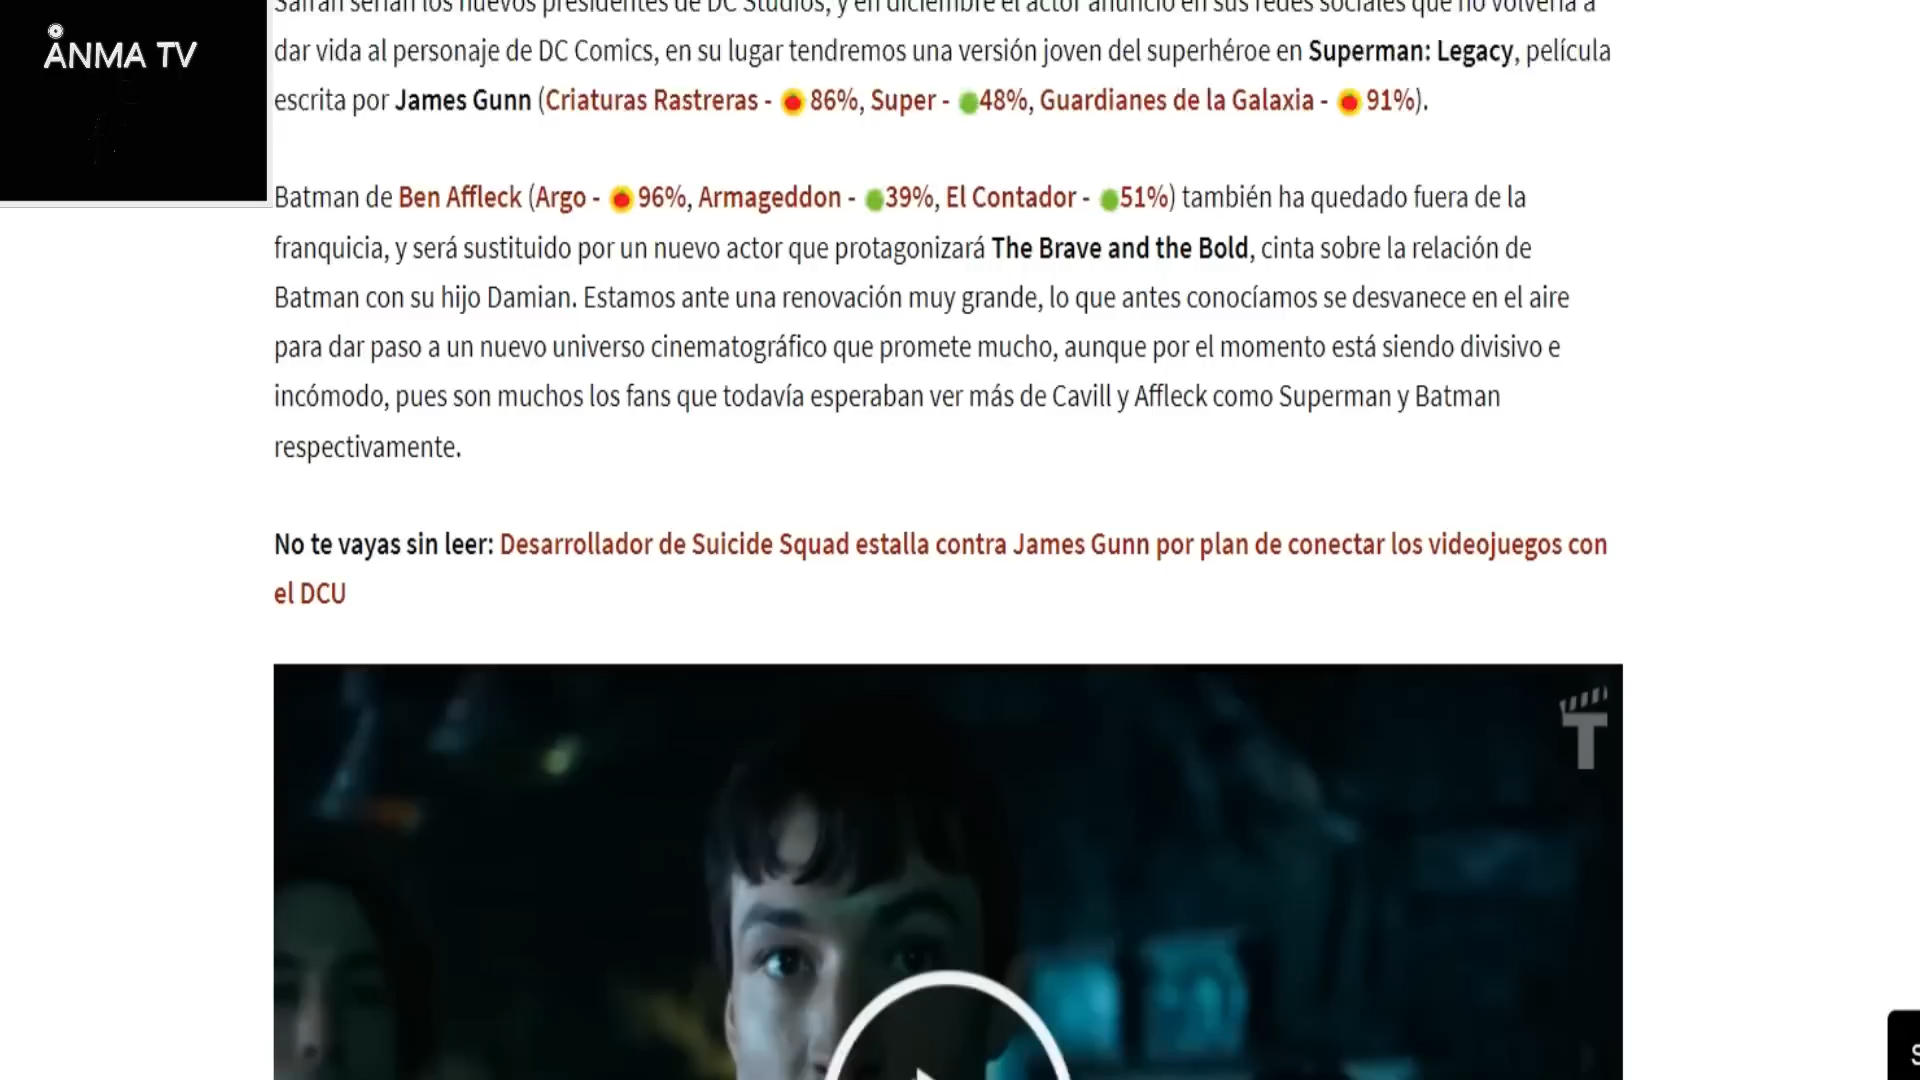 ÅNMA TV
Safran serían los nuevos presidentes de DC Studios, y en diciembre el actor anunció en sus redes sociales que no volvería a
dar vida al personaje de DC Comics, en su lugar tendremos una versión joven del superhéroe en Superman: Legacy, película
escrita por James Gunn (Criaturas Rastreras - 86%, Super - 48%, Guardianes de la Galaxia - 91%).
Batman de Ben Affleck (Argo - 96%, Armageddon - 39%, El Contador - 51%) también ha quedado fuera de la
franquicia, y será sustituido por un nuevo actor que protagonizará The Brave and the Bold, cinta sobre la relación de
Batman con su hijo Damian. Estamos ante una renovación muy grande, lo que antes conocíamos se desvanece en el aire
para dar paso a un nuevo universo cinematográfico que promete mucho, aunque por el momento está siendo divisivo e
incómodo, pues son muchos los fans que todavía esperaban ver más de Cavill y Affleck como Superman y Batman
respectivamente.
No te vayas sin leer: Desarrollador de Suicide Squad estalla contra James Gunn por plan de conectar los videojuegos con
el DCU
T